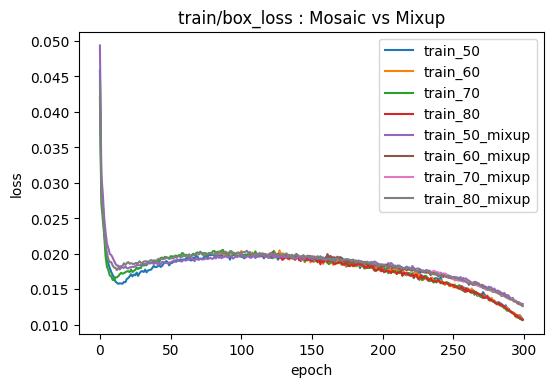 train/box_loss : Mosaic vs Mixup
0.050
0.045
0.040
0.035
0.030
0.025
0.020
0.015
0.010
loss
train_50
train_60
train_70
train_80
train_50_mixup
train_60_mixup
train_70_mixup
train_80_mixup
0 50 100 150 200 250 300
epoch